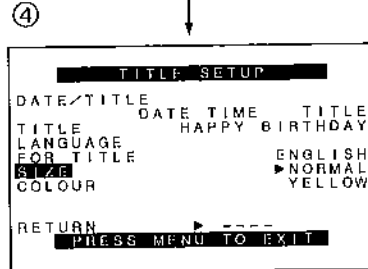 ④
TITLE SETUP
DATE/TITLE
DATE TIME TITLE
TITLE HAPPY BIRTHDAY
LANGUAGE
FOR TITLE ENGLISH
SIZE ▶NORMAL
COLOUR YELLOW
RETURN ▶ ----
PRESS MENU TO EXIT